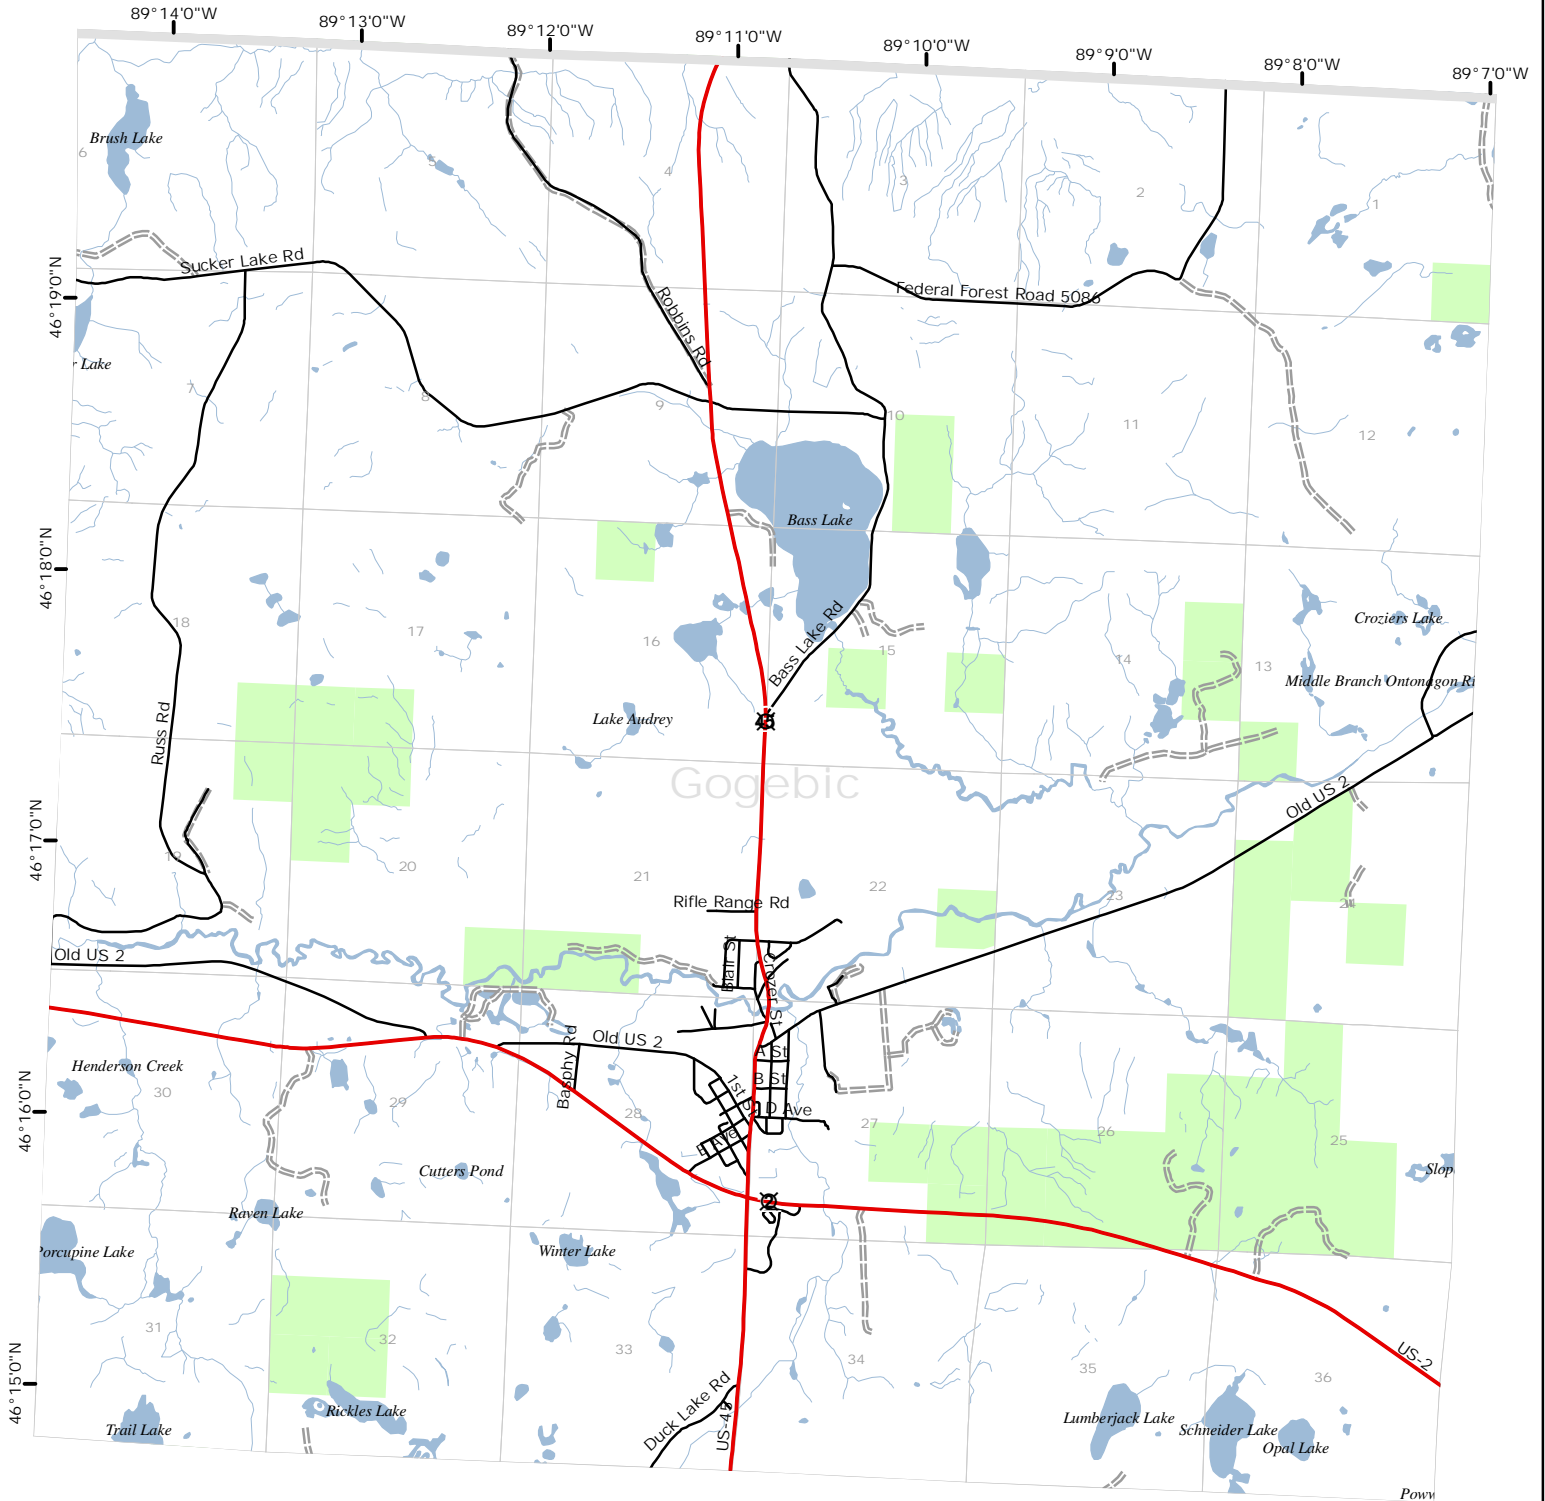 89°14'0"W
89°13'0"W
89°12'0"W
89°11'0"W
89°10'0"W
89°9'0"W
89°8'0"W
89°7'0"W
Brush Lake
6
5
4
3
2
1
46°19'0"N
Sucker Lake Rd
Robbins Rd
Federal Forest Road 5086
r Lake
7
8
9
10
11
12
Bass Lake
46°18'0"N
18
17
16
15
14
13
Croziers Lake
Middle Branch Ontonagon Ri
Bass Lake Rd
Russ Rd
Lake Audrey
45
Gogebic
Old US 2
46°17'0"N
19
20
21
22
23
24
Rifle Range Rd
Blair St
Crozer St
Old US 2
Old US 2
Basphy Rd
A St
B St
1st St
D Ave
E Ave
Henderson Creek
30
29
28
27
26
25
46°16'0"N
Cutters Pond
Slop
Raven Lake
2
Porcupine Lake
Winter Lake
31
32
33
34
35
36
US-2
46°15'0"N
Duck Lake Rd
US-45
Trail Lake
Rickles Lake
Lumberjack Lake
Schneider Lake
Opal Lake
Poww